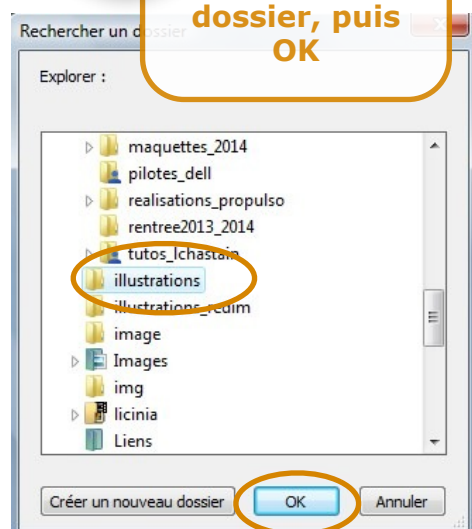 dossier, puis
OK
Rechercher un dossier
Explorer :
maquettes_2014
pilotes_dell
realisations_propulso
rentree2013_2014
tutos_lchastain
illustrations
illustrations_redim
image
Images
img
licinia
Liens
Créer un nouveau dossier
OK
Annuler